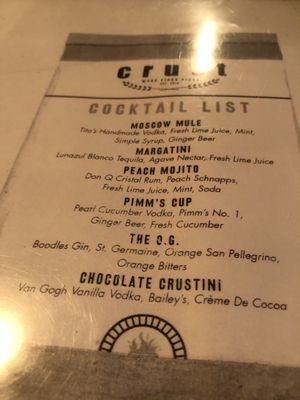 crust
WOOD FIRED PIZZA
COCKTAIL LIST
MOSCOW MULE
Tito's Handmade Vodka, Fresh Lime Juice, Mint,
Simple Syrup, Ginger Beer
MARGATINI
Lunazul Blanco Tequila, Agave Nectar, Fresh Lime Juice
PEACH MOJITO
Don Q Cristal Rum, Peach Schnapps,
Fresh Lime Juice, Mint, Soda
PIMM'S CUP
Pearl Cucumber Vodka, Pimm's No. 1,
Ginger Beer, Fresh Cucumber
THE O.G.
Boodles Gin, St. Germaine, Orange San Pellegrino,
Orange Bitters
CHOCOLATE CRUSTINi
Van Gogh Vanilla Vodka, Bailey's, Crème De Cocoa